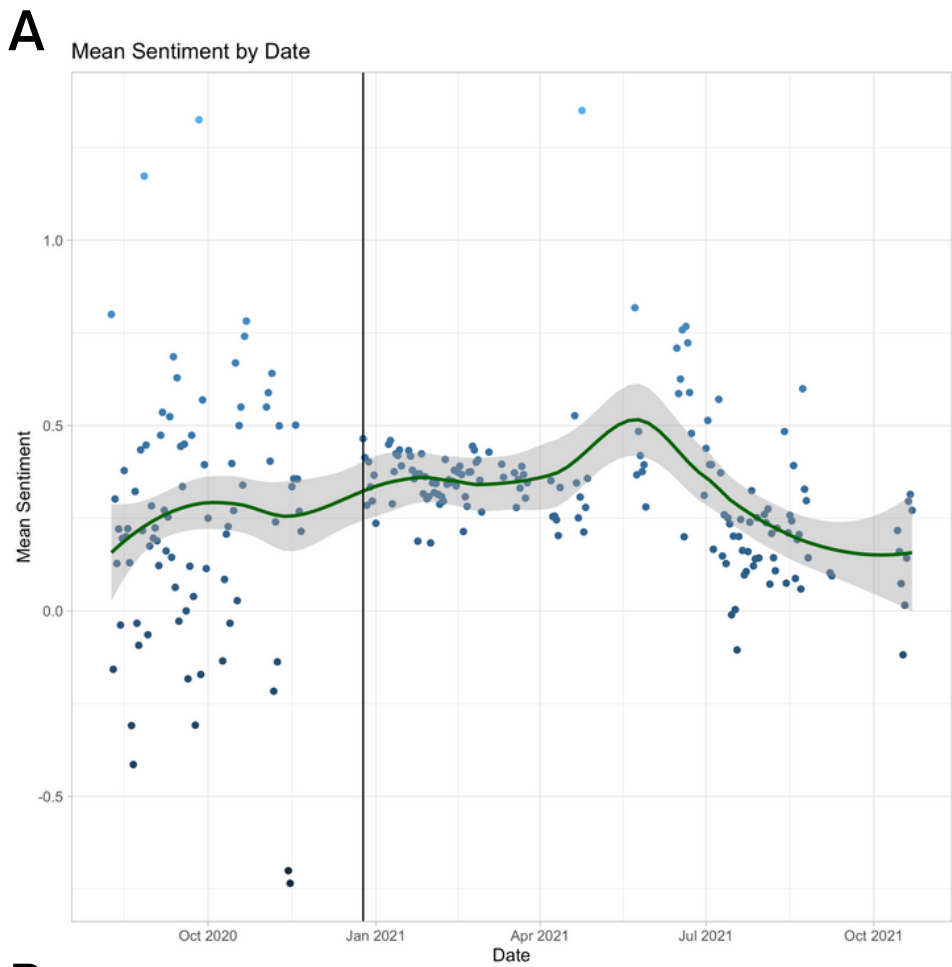 A
Mean Sentiment by Date
Mean Sentiment
1.0
0.5
0.0
-0.5
Oct 2020
Jan 2021
Apr 2021
Jul 2021
Oct 2021
Date